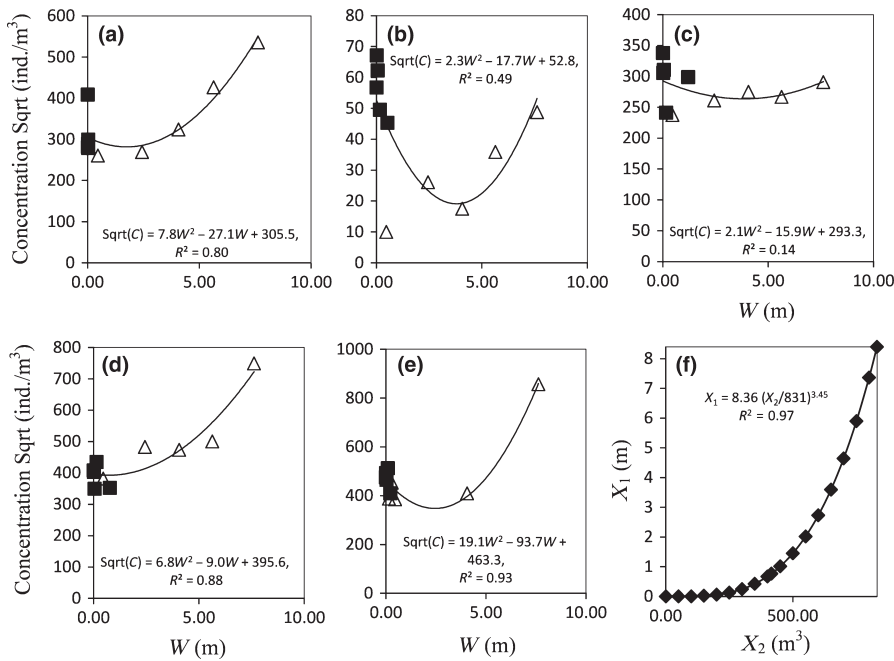 (a)
600
500
400
300
200
100
0
Concentration Sqrt (ind./m³)
Sqrt(C) = 7.8W² − 27.1W + 305.5,
R² = 0.80
0.00 5.00 10.00
(b)
80
70
60
50
40
30
20
10
0
Sqrt(C) = 2.3W² − 17.7W + 52.8,
R² = 0.49
0.00 5.00 10.00
(c)
400
350
300
250
200
150
100
50
0
Sqrt(C) = 2.1W² − 15.9W + 293.3,
R² = 0.14
0.00 5.00 10.00
W (m)
(d)
800
700
600
500
400
300
200
100
0
Concentration Sqrt (ind./m³)
Sqrt(C) = 6.8W² − 9.0W + 395.6,
R² = 0.88
0.00 5.00 10.00
W (m)
(e)
1000
800
600
400
200
0
Sqrt(C) = 19.1W² − 93.7W +
463.3,
R² = 0.93
0.00 5.00 10.00
W (m)
(f)
8
7
6
5
4
3
2
1
0
X₁ (m)
X₁ = 8.36 (X₂/831)³·⁴⁵
R² = 0.97
0.00 500.00
X₂ (m³)